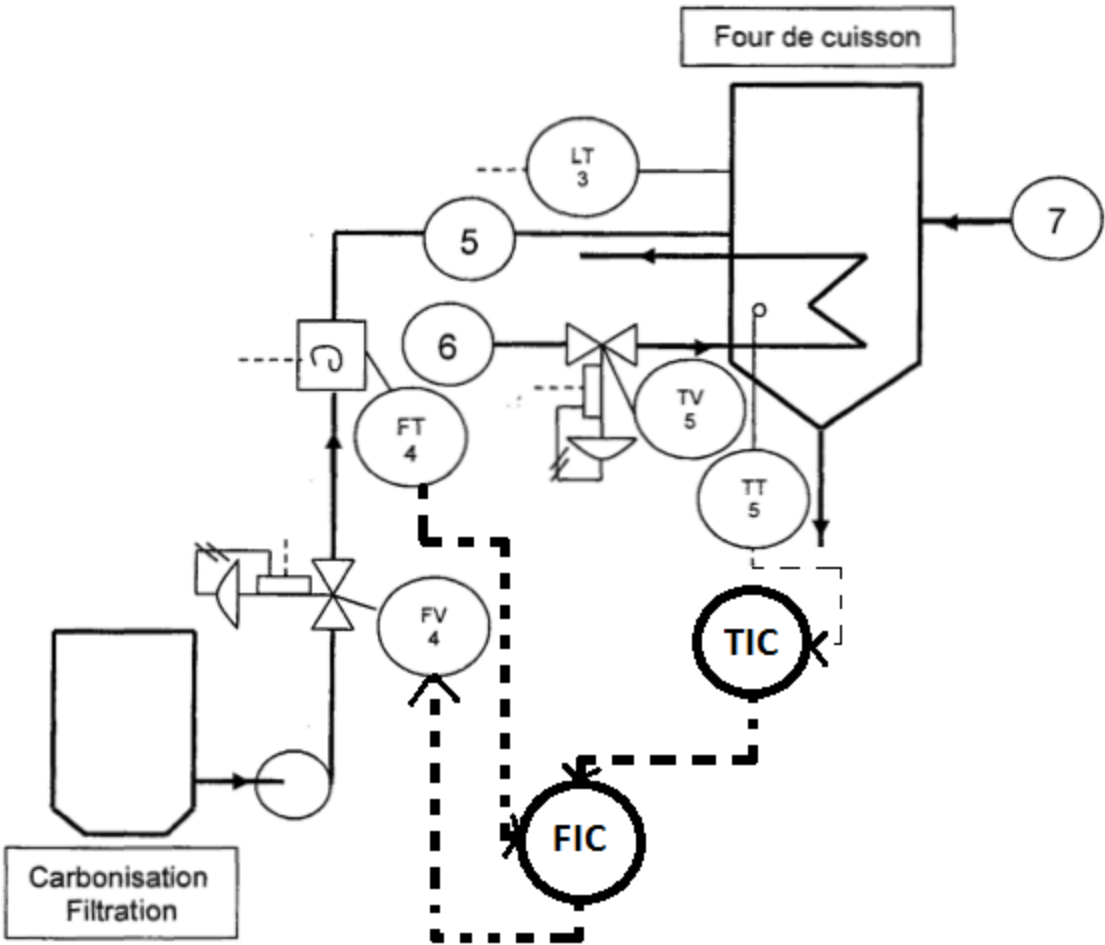 Four de cuisson
LT
3
5
7
6
FT
4
TV
5
TT
5
FV
4
TIC
FIC
Carbonisation
Filtration